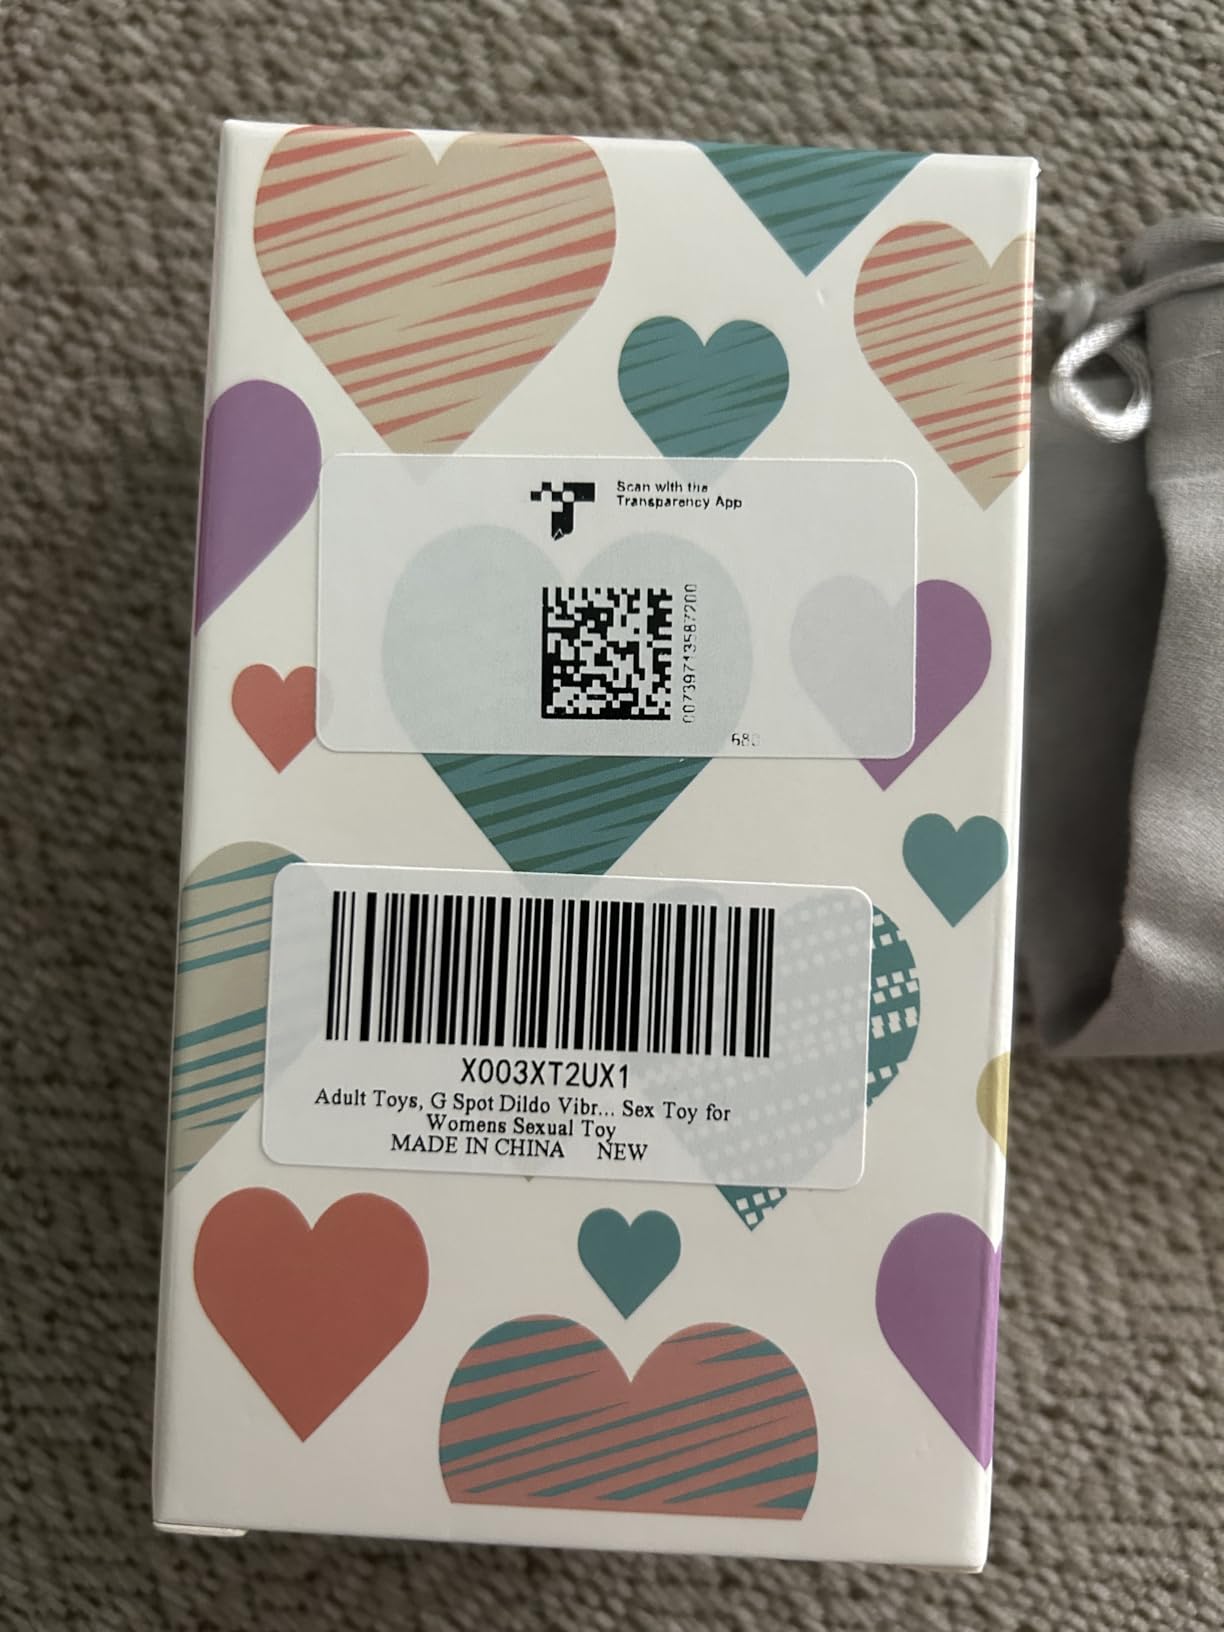 Scan with the
Transparency App
00739713587200
68
X003XT2UX1
Adult Toys, G Spot Dildo Vibr... Sex Toy for
Womens Sexual Toy
MADE IN CHINA NEW